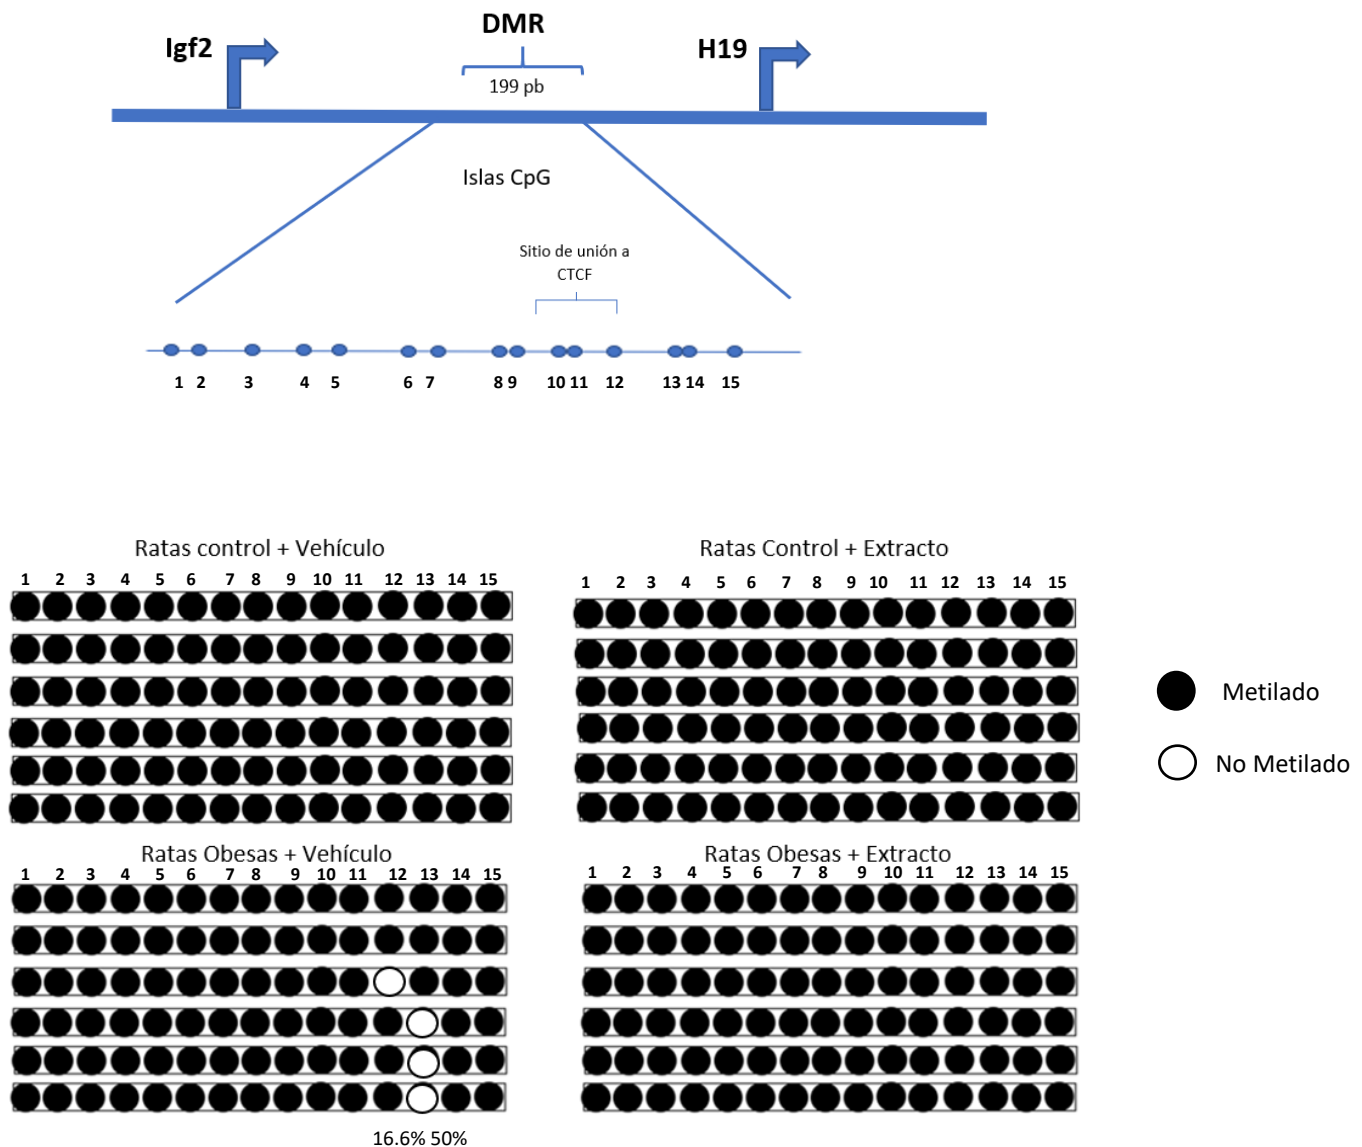 DMR
Igf2
H19
199 pb
Islas CpG
Sitio de unión a
CTCF
1 2 3 4 5 6 7 8 9 10 11 12 13 14 15
Ratas control + Vehículo
1 2 3 4 5 6 7 8 9 10 11 12 13 14 15
Ratas Control + Extracto
1 2 3 4 5 6 7 8 9 10 11 12 13 14 15
Metilado
No Metilado
Ratas Obesas + Vehículo
1 2 3 4 5 6 7 8 9 10 11 12 13 14 15
16.6% 50%
Ratas Obesas + Extracto
1 2 3 4 5 6 7 8 9 10 11 12 13 14 15